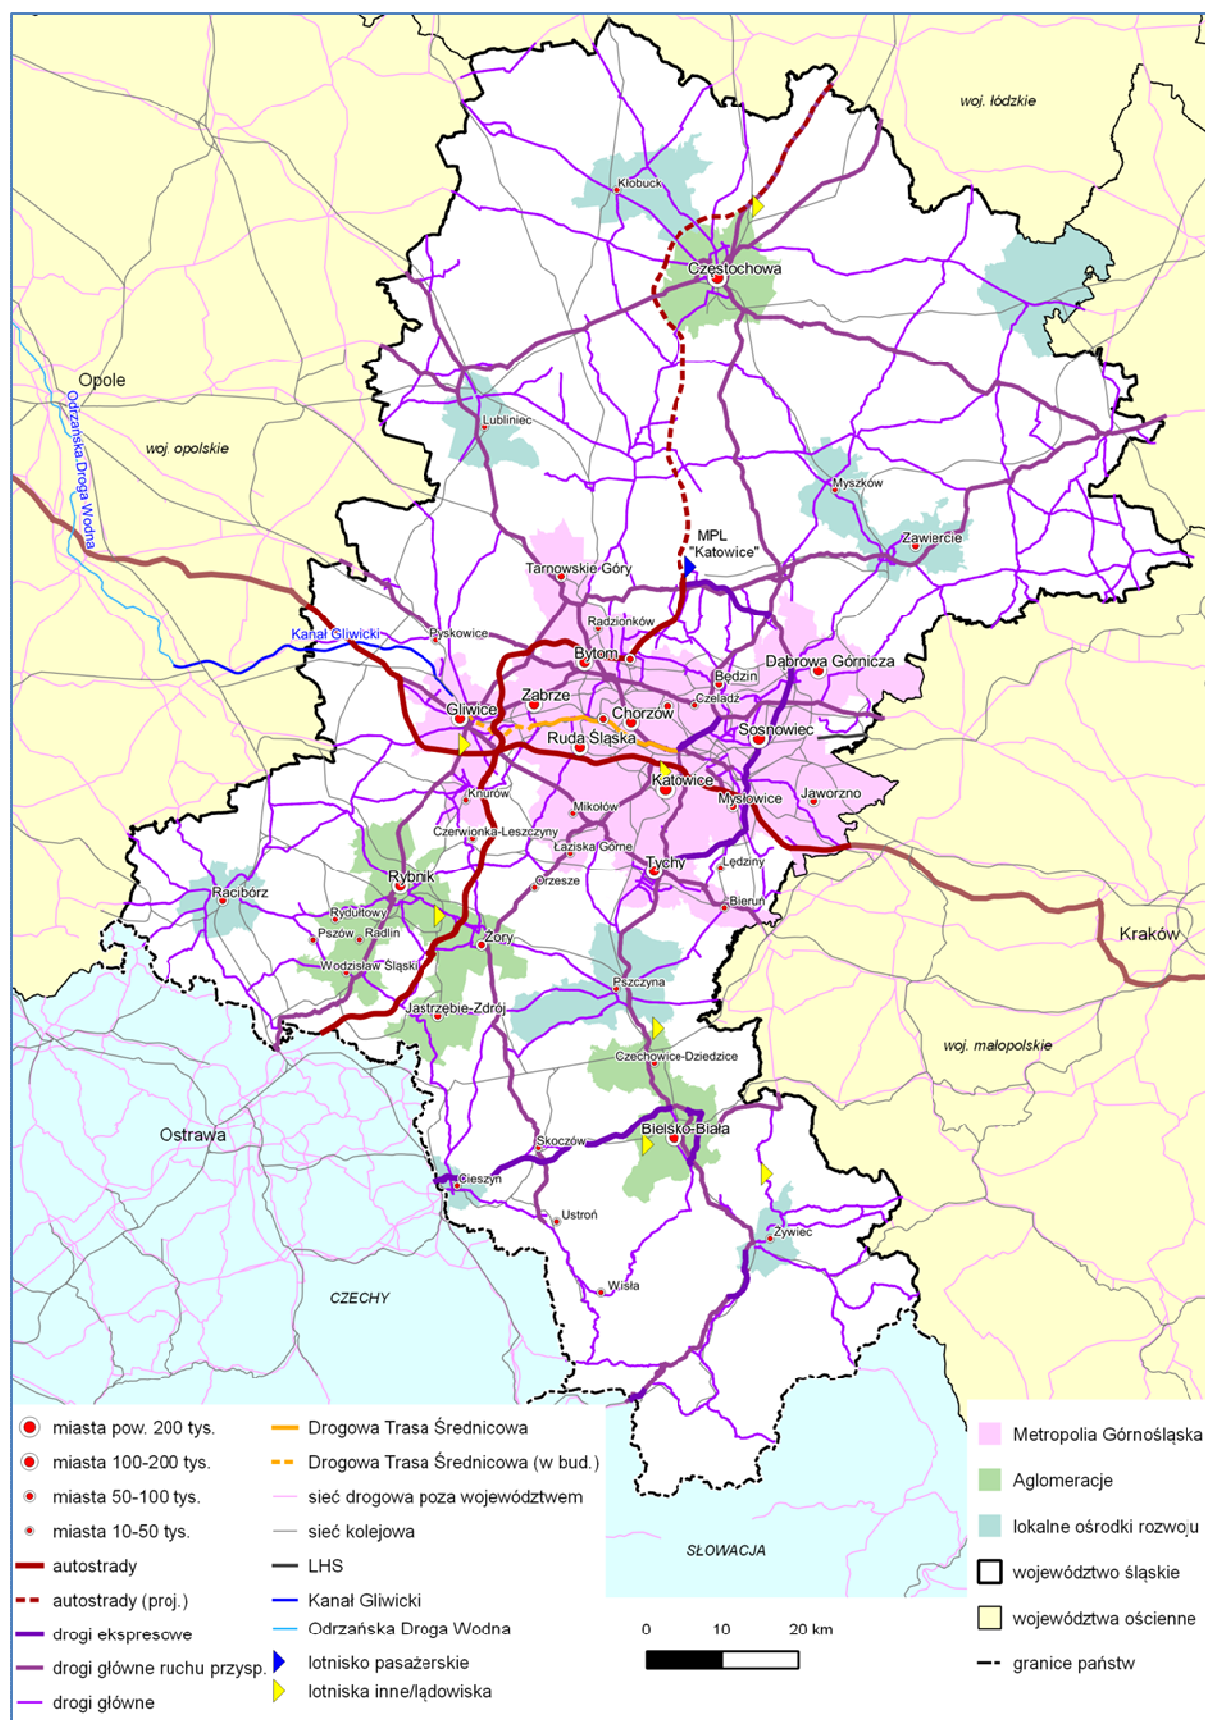 woj. łódzkie
Kłobuck
Częstochowa
Opole
Odrzańska Droga Wodna
woj. opolskie
Lubliniec
Myszków
MPL
"Katowice"
Zawiercie
Tarnowskie Góry
Radzionków
Kanał Gliwicki
Pyskowice
Bytom
Dąbrowa Górnicza
Będzin
Zabrze
Czeladź
Gliwice
Chorzów
Ruda Śląska
Sosnowiec
Katowice
Knurów
Mysłowice
Jaworzno
Mikołów
Czerwionka-Leszczyny
Łaziska Górne
Tychy
Lędziny
Rybnik
Orzesze
Racibórz
Bieruń
Rydułtowy
Pszów
Radlin
Żory
Kraków
Wodzisław Śląski
Pszczyna
Jastrzębie-Zdrój
woj. małopolskie
Czechowice-Dziedzice
Ostrawa
Bielsko-Biała
Skoczów
Cieszyn
Ustroń
Żywiec
Wisła
CZECHY
SŁOWACJA
miasta pow. 200 tys.
miasta 100-200 tys.
miasta 50-100 tys.
miasta 10-50 tys.
autostrady
autostrady (proj.)
drogi ekspresowe
drogi główne ruchu przysp.
drogi główne
Drogowa Trasa Średnicowa
Drogowa Trasa Średnicowa (w bud.)
sieć drogowa poza województwem
sieć kolejowa
LHS
Kanał Gliwicki
Odrzańska Droga Wodna
lotnisko pasażerskie
lotniska inne/lądowiska
0 10 20 km
Metropolia Górnośląska
Aglomeracje
lokalne ośrodki rozwoju
województwo śląskie
województwa ościenne
granice państw